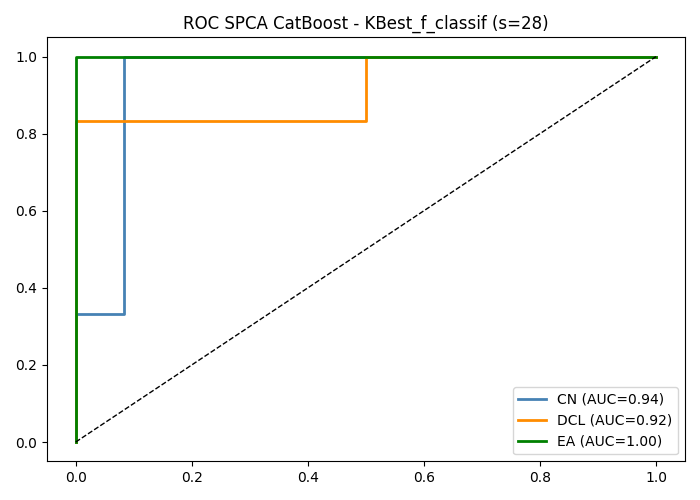 ROC SPCA CatBoost - KBest_f_classif (s=28)
1.0
0.8
0.6
0.4
0.2
0.0
0.0 0.2 0.4 0.6 0.8 1.0
CN (AUC=0.94)
DCL (AUC=0.92)
EA (AUC=1.00)